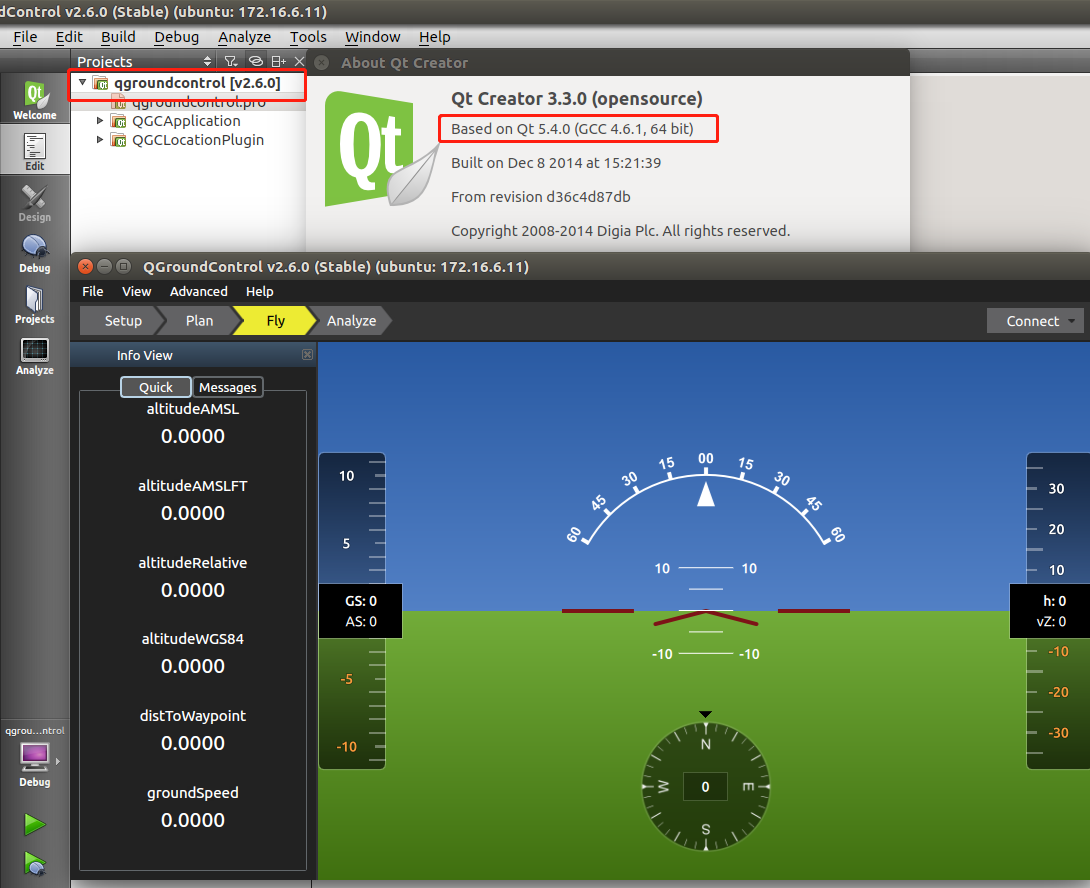 dControl v2.6.0 (Stable) (ubuntu: 172.16.6.11)
File Edit Build Debug Analyze Tools Window Help
Projects
About Qt Creator
qgroundcontrol [v2.6.0]
qgroundcontrol.pro
QGCApplication
QGCLocationPlugin
Qt
Welcome
Edit
Design
Debug
Projects
Analyze
Qt
Qt Creator 3.3.0 (opensource)
Based on Qt 5.4.0 (GCC 4.6.1, 64 bit)
Built on Dec 8 2014 at 15:21:39
From revision d36c4d87db
Copyright 2008-2014 Digia Plc. All rights reserved.
QGroundControl v2.6.0 (Stable) (ubuntu: 172.16.6.11)
File View Advanced Help
Setup Plan Fly Analyze Connect
Info View
Quick Messages
altitudeAMSL
0.0000
altitudeAMSLFT
0.0000
altitudeRelative
0.0000
altitudeWGS84
0.0000
distToWaypoint
0.0000
groundSpeed
0.0000
10
5
GS: 0
AS: 0
-5
-10
60 45 30 15 00 15 30 45 60
10 10
-10 -10
N
W 0 E
S
30
20
10
h: 0
vZ: 0
-10
-20
-30
qgrou...ntrol
Debug